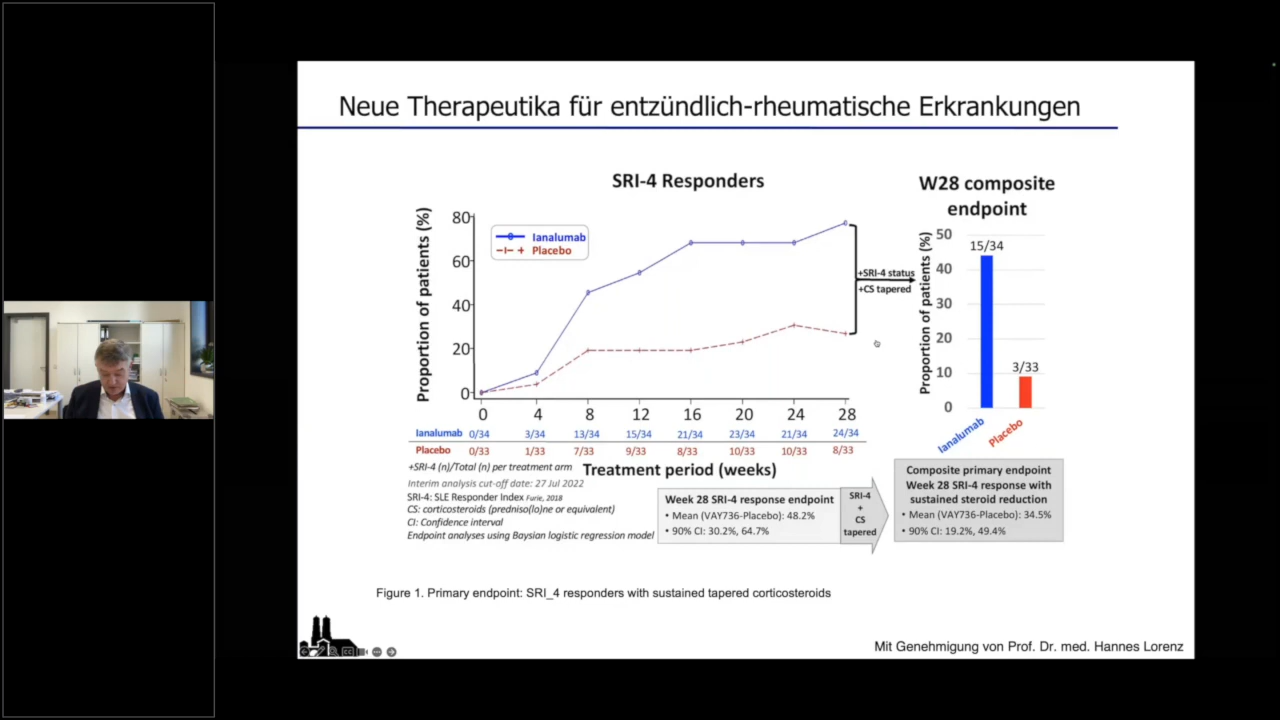 Neue Therapeutika für entzündlich-rheumatische Erkrankungen
SRI-4 Responders
Proportion of patients (%)
80
60
40
20
0
Ianalumab
Placebo
0 4 8 12 16 20 24 28
Ianalumab 0/34 3/34 13/34 15/34 21/34 23/34 21/34 24/34
Placebo 0/33 1/33 7/33 9/33 8/33 10/33 10/33 8/33
+SRI-4 (n)/Total (n) per treatment arm
Treatment period (weeks)
Interim analysis cut-off date: 27 Jul 2022
SRI-4: SLE Responder Index Furie, 2018
CS: corticosteroids (predniso(lo)ne or equivalent)
CI: Confidence interval
Endpoint analyses using Baysian logistic regression model
+SRI-4 status
+CS tapered
W28 composite
endpoint
Proportion of patients (%)
50
40
30
20
10
0
15/34
3/33
Ianalumab
Placebo
Week 28 SRI-4 response endpoint
• Mean (VAY736-Placebo): 48.2%
• 90% CI: 30.2%, 64.7%
SRI-4
+
CS
tapered
Composite primary endpoint
Week 28 SRI-4 response with
sustained steroid reduction
• Mean (VAY736-Placebo): 34.5%
• 90% CI: 19.2%, 49.4%
Figure 1. Primary endpoint: SRI_4 responders with sustained tapered corticosteroids
Mit Genehmigung von Prof. Dr. med. Hannes Lorenz